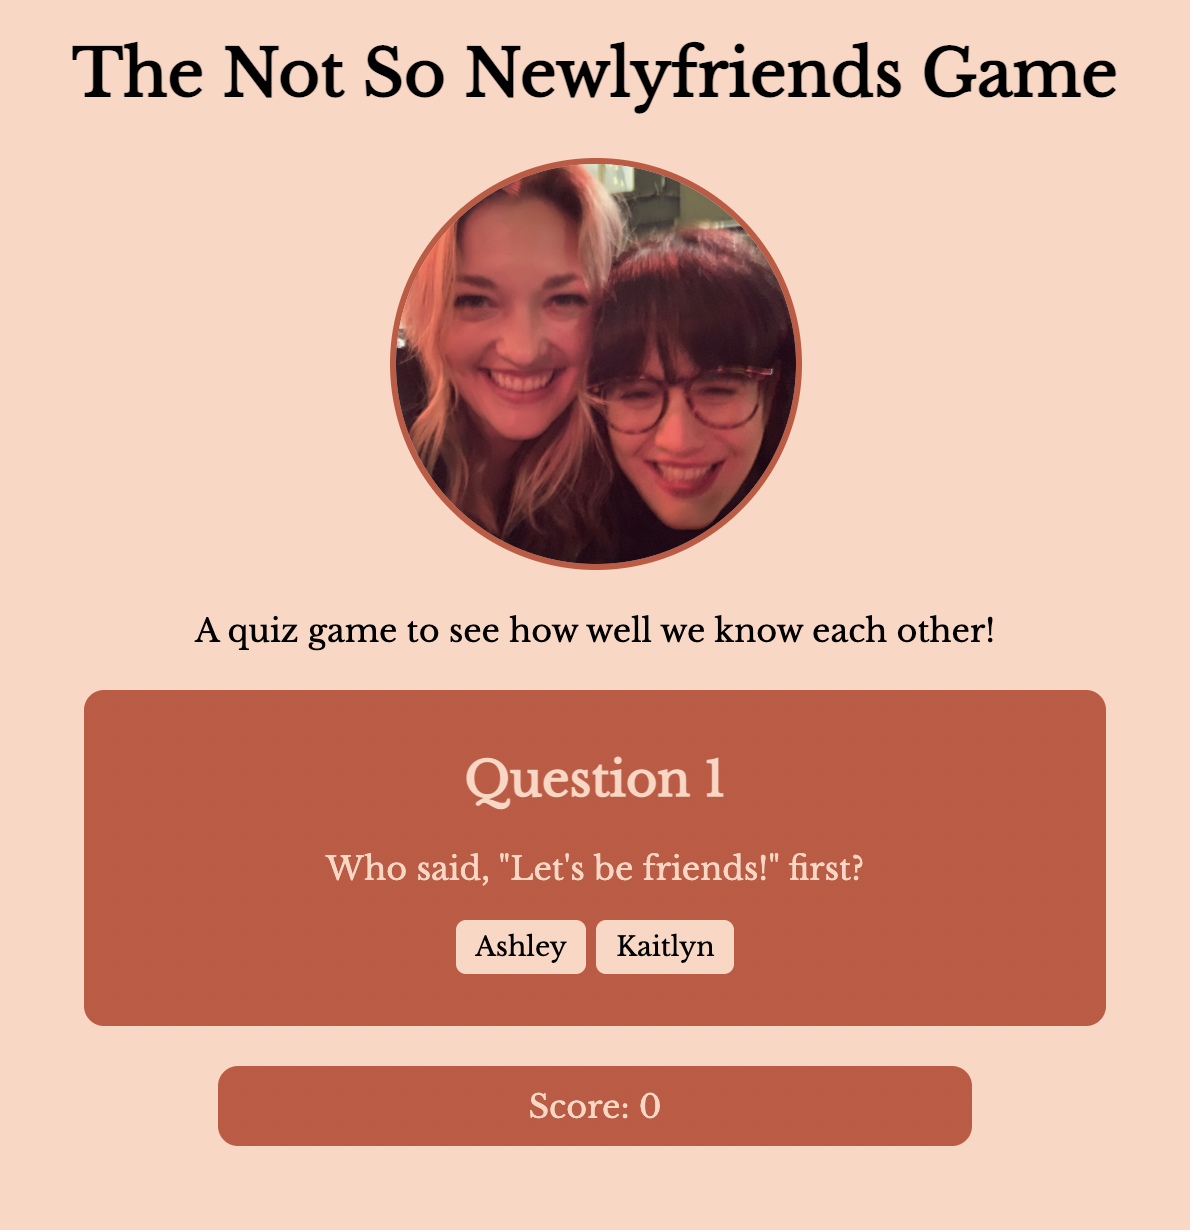 The Not So Newlyfriends Game
A quiz game to see how well we know each other!
Question 1
Who said, "Let's be friends!" first?
Ashley Kaitlyn
Score: 0